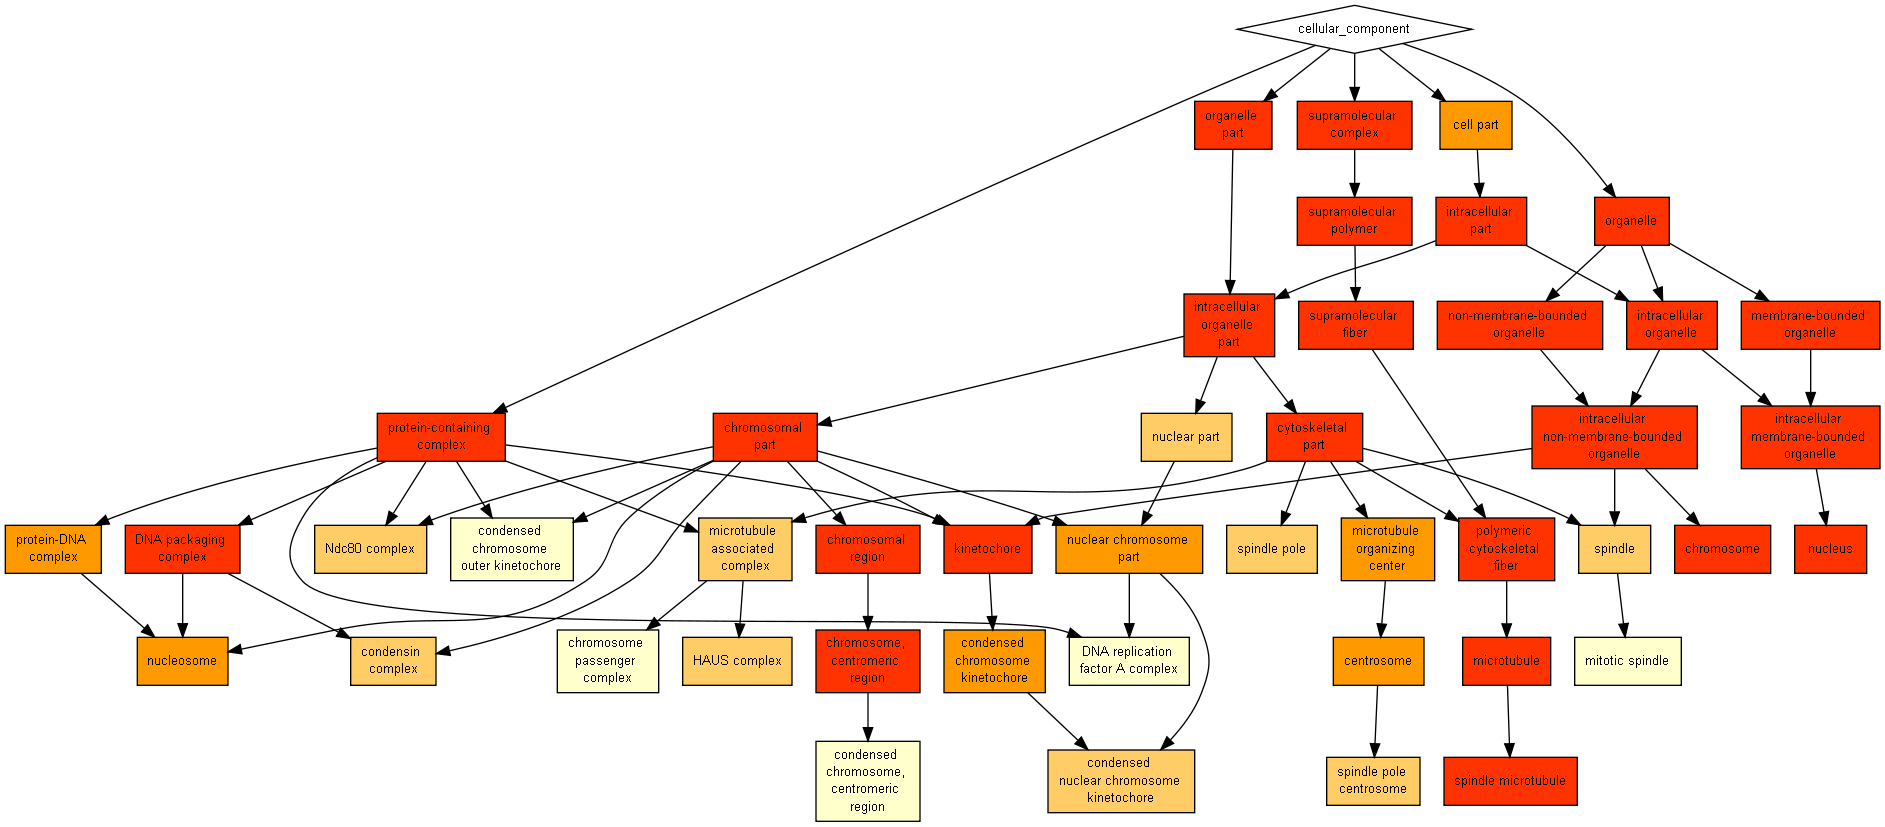 cellular_component
organelle
part
supramolecular
complex
cell part
supramolecular
polymer
intracellular
part
organelle
intracellular
organelle
part
supramolecular
fiber
non-membrane-bounded
organelle
intracellular
organelle
membrane-bounded
organelle
protein-containing
complex
chromosomal
part
nuclear part
cytoskeletal
part
intracellular
non-membrane-bounded
organelle
intracellular
membrane-bounded
organelle
protein-DNA
complex
DNA packaging
complex
Ndc80 complex
condensed
chromosome
outer kinetochore
microtubule
associated
complex
chromosomal
region
kinetochore
nuclear chromosome
part
spindle pole
microtubule
organizing
center
polymeric
cytoskeletal
fiber
spindle
chromosome
nucleus
nucleosome
condensin
complex
chromosome
passenger
complex
HAUS complex
chromosome,
centromeric
region
condensed
chromosome
kinetochore
DNA replication
factor A complex
centrosome
microtubule
mitotic spindle
condensed
chromosome,
centromeric
region
condensed
nuclear chromosome
kinetochore
spindle pole
centrosome
spindle microtubule